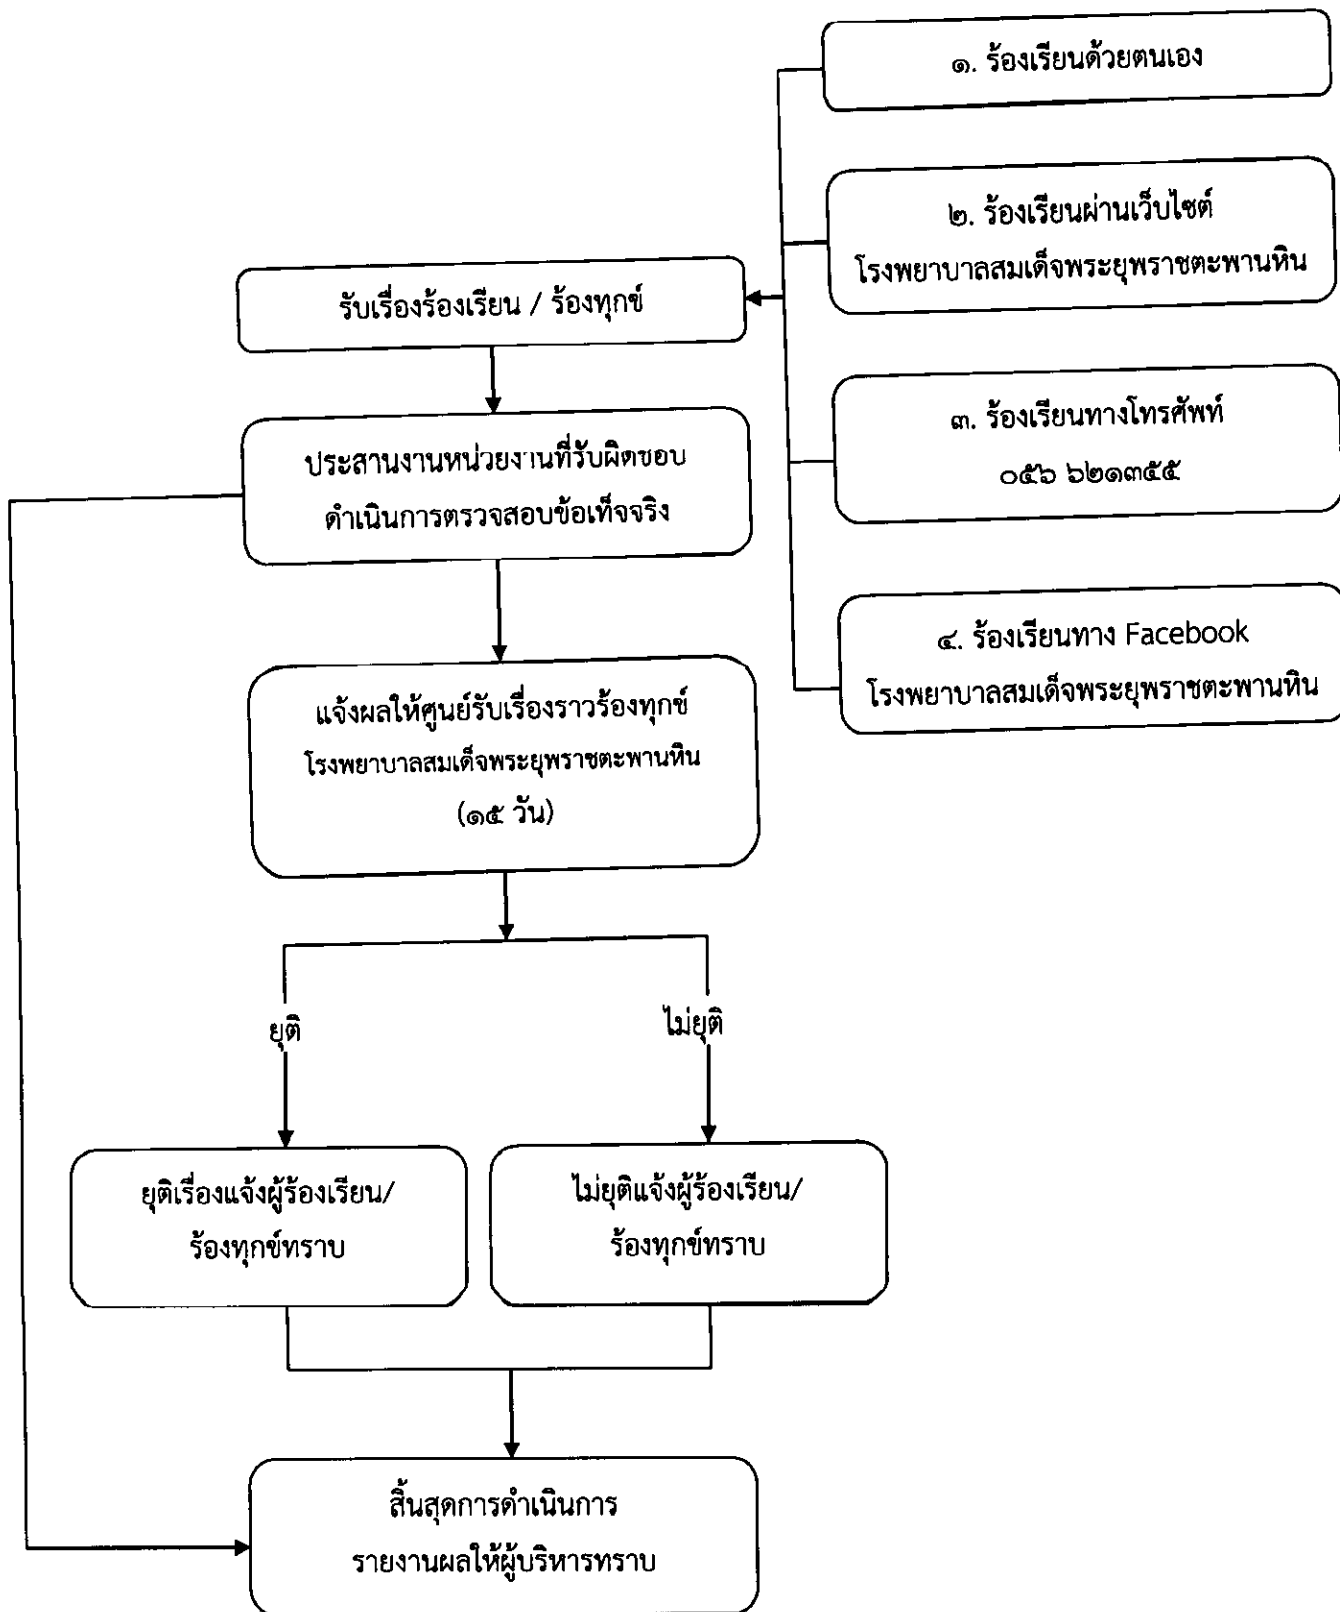 ๑. ร้องเรียนด้วยตนเอง
๒. ร้องเรียนผ่านเว็บไซต์
โรงพยาบาลสมเด็จพระยุพราชตะพานหิน
๓. ร้องเรียนทางโทรศัพท์
๐๕๖ ๖๒๑๓๕๕
๔. ร้องเรียนทาง Facebook
โรงพยาบาลสมเด็จพระยุพราชตะพานหิน
รับเรื่องร้องเรียน / ร้องทุกข์
ประสานงานหน่วยงานที่รับผิดชอบ
ดำเนินการตรวจสอบข้อเท็จจริง
แจ้งผลให้ศูนย์รับเรื่องราวร้องทุกข์
โรงพยาบาลสมเด็จพระยุพราชตะพานหิน
(๑๕ วัน)
ยุติ
ไม่ยุติ
ยุติเรื่องแจ้งผู้ร้องเรียน/
ร้องทุกข์ทราบ
ไม่ยุติแจ้งผู้ร้องเรียน/
ร้องทุกข์ทราบ
สิ้นสุดการดำเนินการ
รายงานผลให้ผู้บริหารทราบ